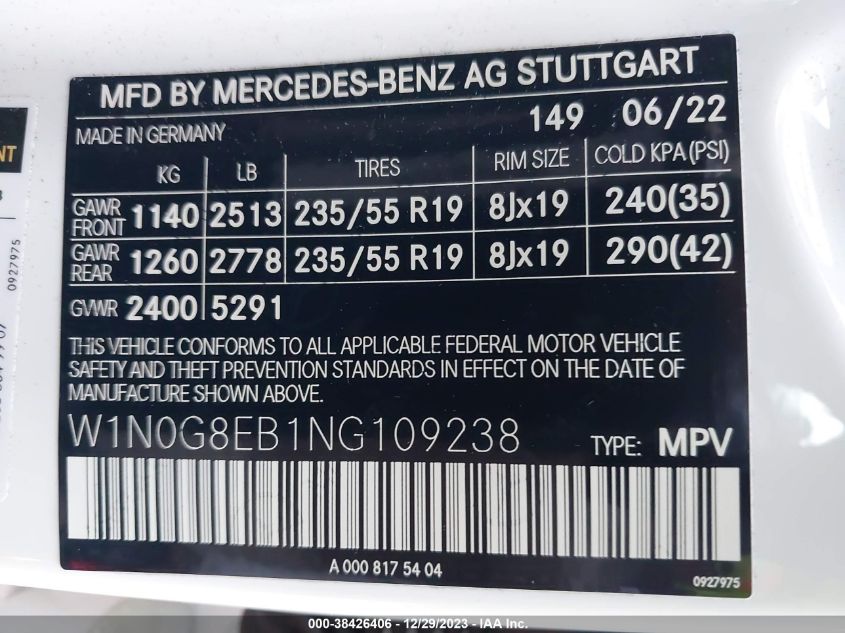 MFD BY MERCEDES-BENZ AG STUTTGART
149 06/22
MADE IN GERMANY
KG LB TIRES RIM SIZE COLD KPA (PSI)
GAWR FRONT 1140 2513 235/55 R19 8Jx19 240(35)
GAWR REAR 1260 2778 235/55 R19 8Jx19 290(42)
GVWR 2400 5291
THIS VEHICLE CONFORMS TO ALL APPLICABLE FEDERAL MOTOR VEHICLE
SAFETY AND THEFT PREVENTION STANDARDS IN EFFECT ON THE DATE OF
MANUFACTURE SHOWN ABOVE.
W1N0G8EB1NG109238 TYPE: MPV
A 000 817 54 04
0927975
0927975
000-38426406 - 12/29/2023 - IAA Inc.